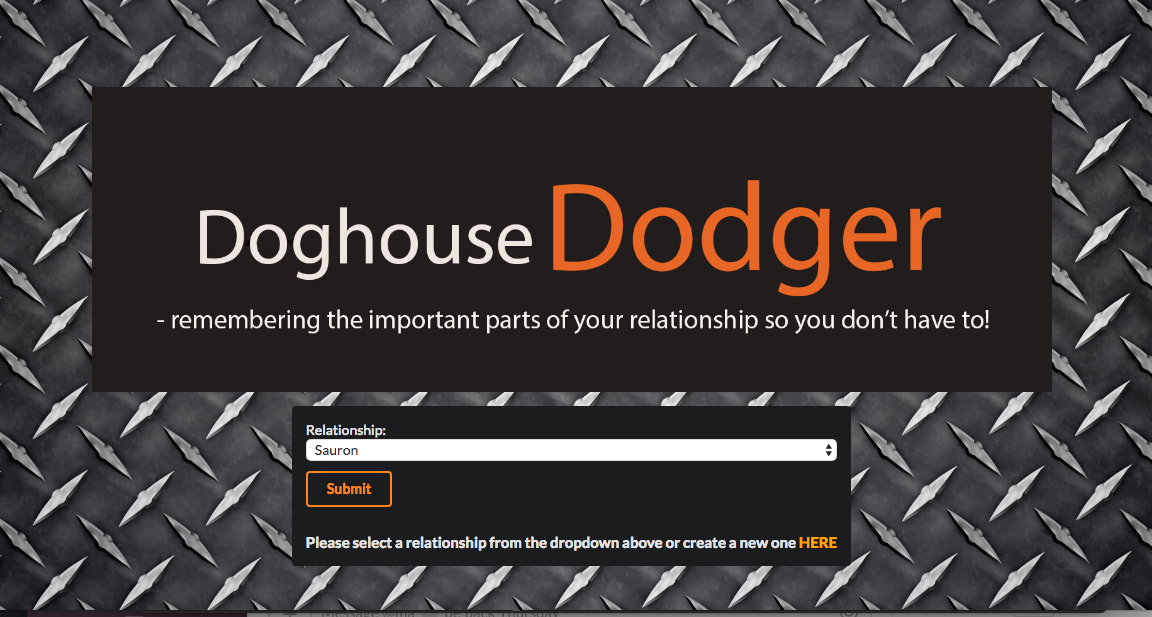 Doghouse Dodger
- remembering the important parts of your relationship so you don’t have to!
Relationship:
Sauron
Submit
Please select a relationship from the dropdown above or create a new one HERE